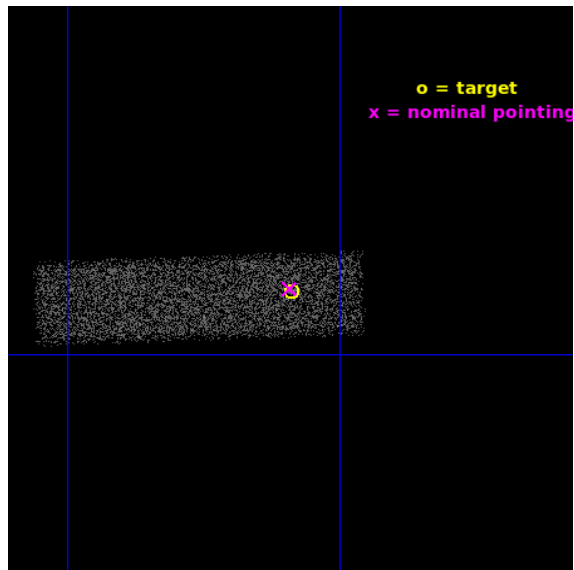 o = target
x = nominal pointing